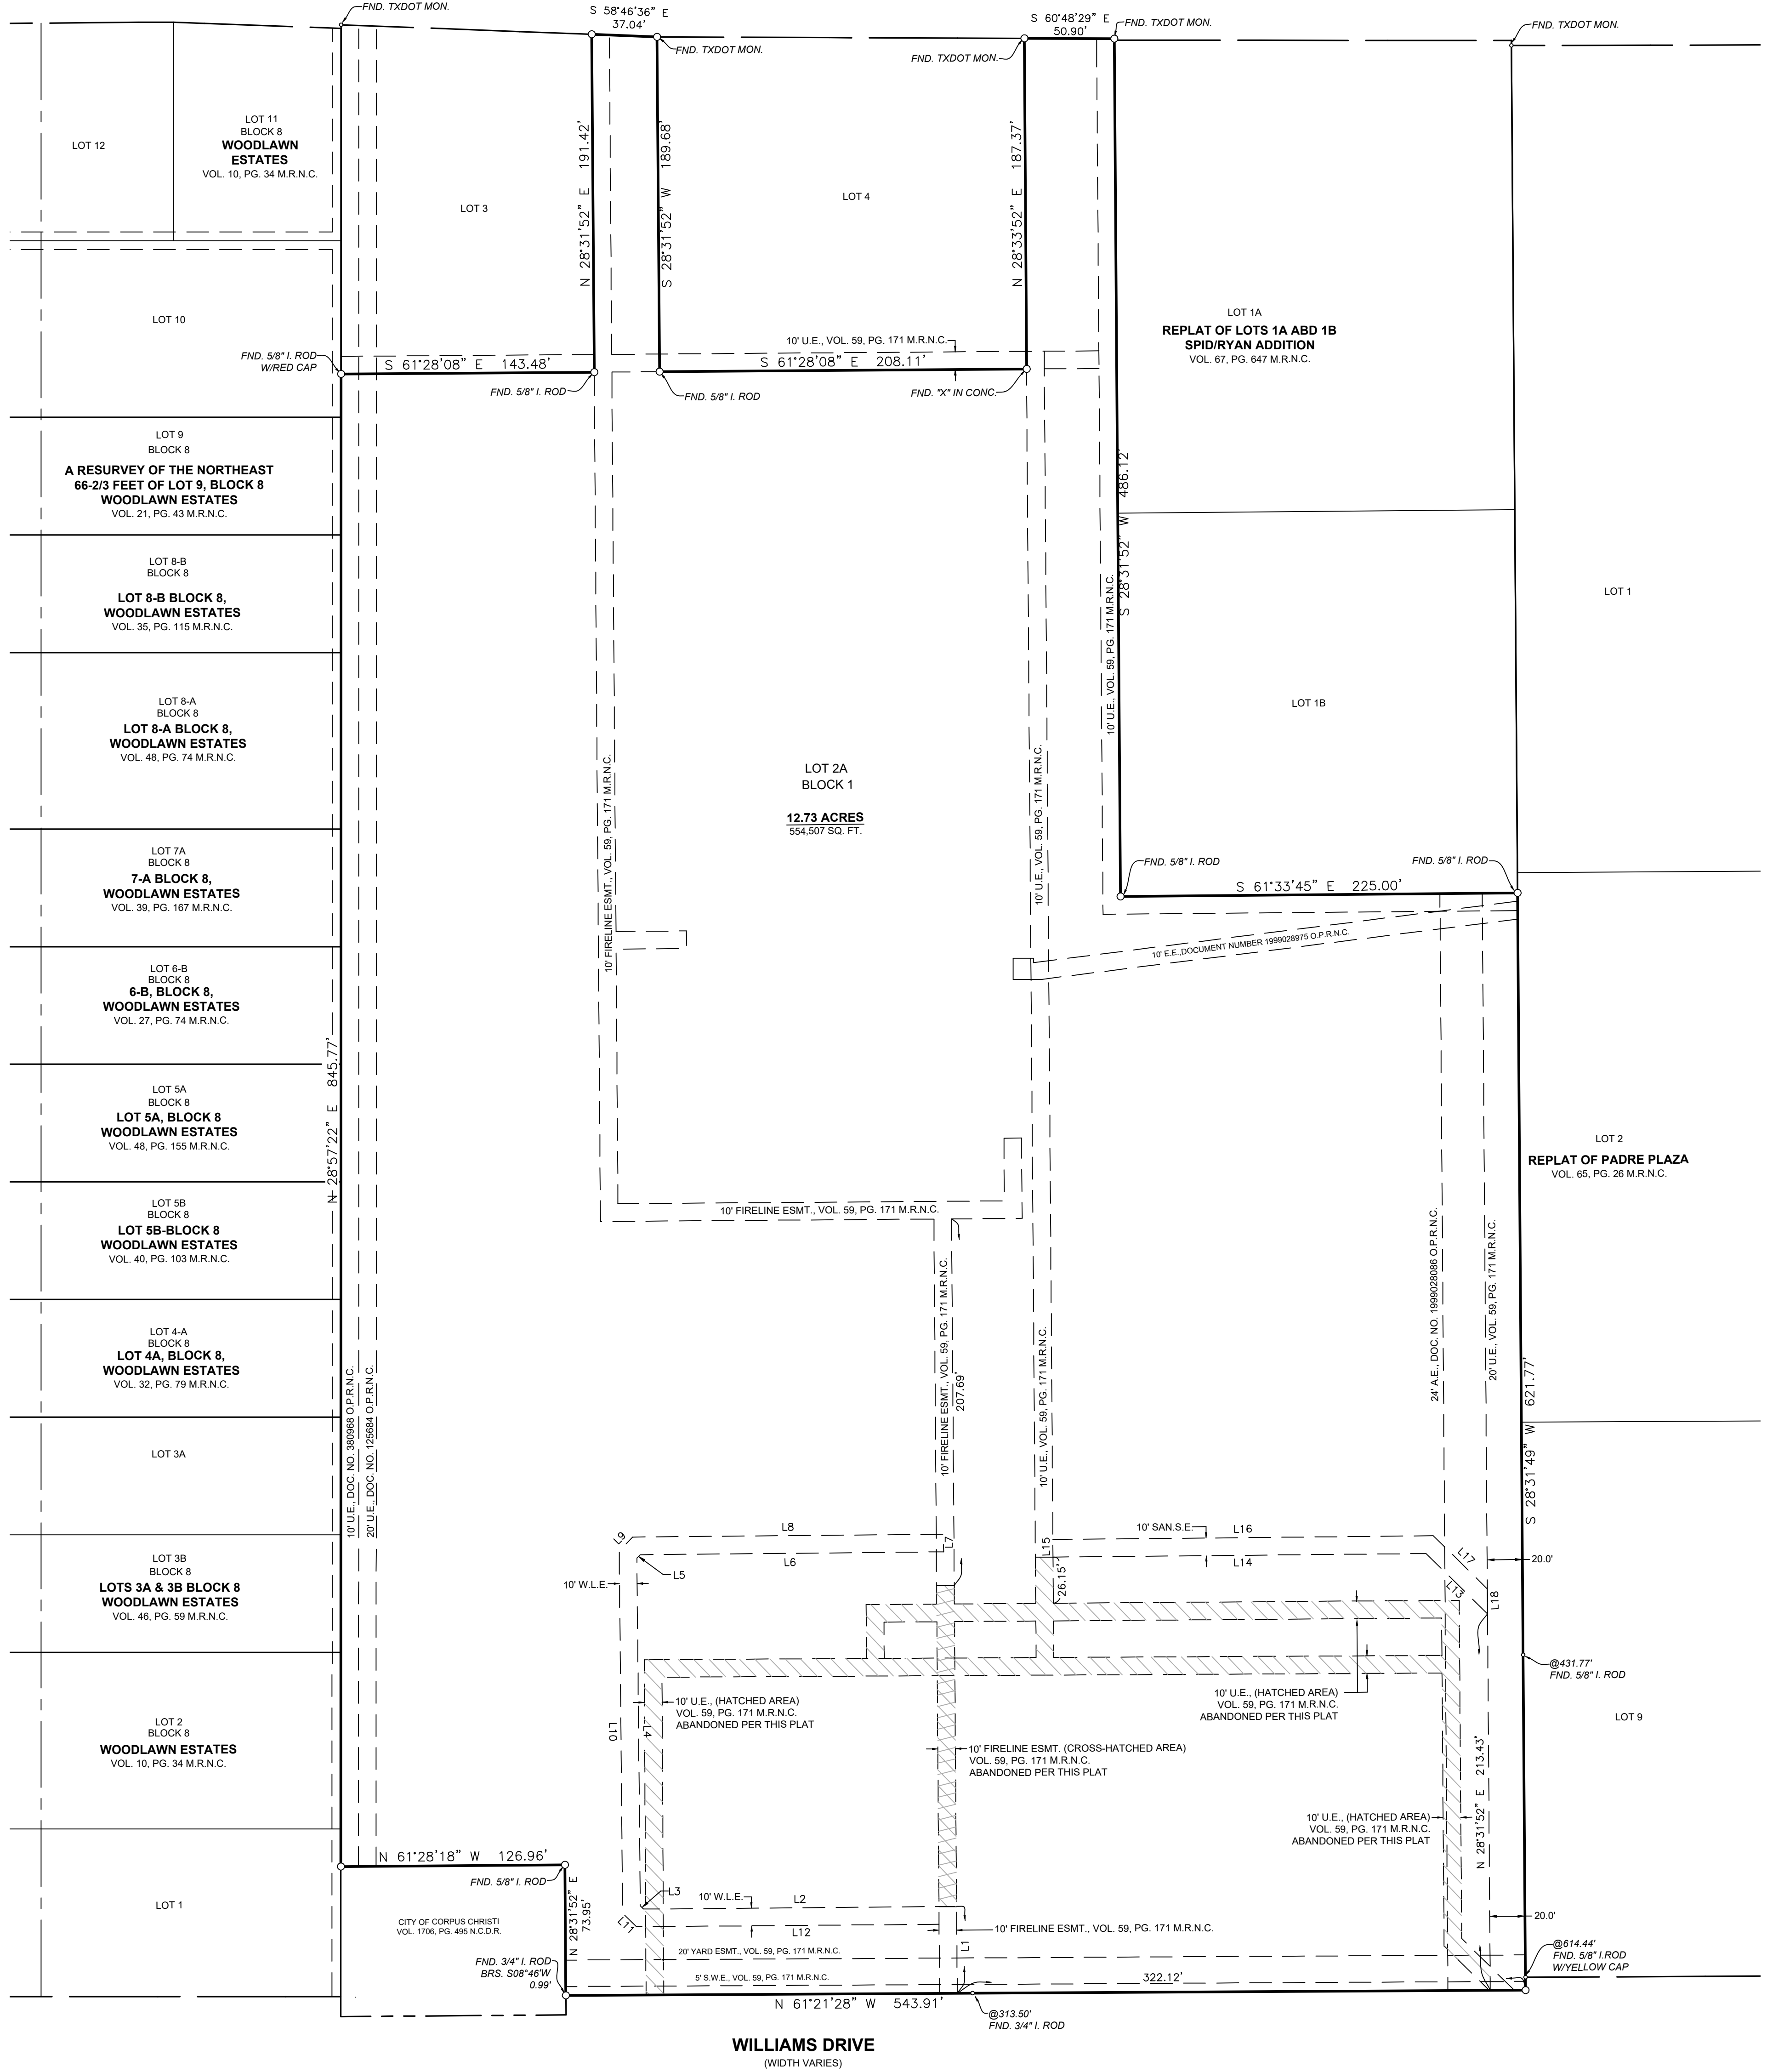 FND. TXDOT MON.
S 58°46'36" E
37.04'
FND. TXDOT MON.
S 60°48'29" E
50.90'
FND. TXDOT MON.
FND. TXDOT MON.
FND. TXDOT MON.
LOT 12
LOT 11
BLOCK 8
WOODLAWN
ESTATES
VOL. 10, PG. 34 M.R.N.C.
LOT 3
N 28°31'52" E 191.42'
S 28°31'52" W 189.68'
LOT 4
N 28°33'52" E 187.37'
LOT 1A
REPLAT OF LOTS 1A ABD 1B
SPID/RYAN ADDITION
VOL. 67, PG. 647 M.R.N.C.
LOT 10
FND. 5/8" I. ROD
W/RED CAP
S 61°28'08" E 143.48'
FND. 5/8" I. ROD
10' U.E., VOL. 59, PG. 171 M.R.N.C.
S 61°28'08" E 208.11'
FND. 5/8" I. ROD
FND. "X" IN CONC.
LOT 9
BLOCK 8
A RESURVEY OF THE NORTHEAST
66-2/3 FEET OF LOT 9, BLOCK 8
WOODLAWN ESTATES
VOL. 21, PG. 43 M.R.N.C.
S 28°31'52" W 486.12'
10' U.E., VOL. 59, PG. 171 M.R.N.C.
LOT 8-B
BLOCK 8
LOT 8-B BLOCK 8,
WOODLAWN ESTATES
VOL. 35, PG. 115 M.R.N.C.
LOT 1
LOT 8-A
BLOCK 8
LOT 8-A BLOCK 8,
WOODLAWN ESTATES
VOL. 48, PG. 74 M.R.N.C.
LOT 1B
10' FIRELINE ESMT., VOL. 59, PG. 171 M.R.N.C.
LOT 2A
BLOCK 1
12.73 ACRES
554,507 SQ. FT.
10' U.E., VOL. 59, PG. 171 M.R.N.C.
LOT 7A
BLOCK 8
7-A BLOCK 8,
WOODLAWN ESTATES
VOL. 39, PG. 167 M.R.N.C.
FND. 5/8" I. ROD
FND. 5/8" I. ROD
S 61°33'45" E 225.00'
10' E.E.,DOCUMENT NUMBER 1999028975 O.P.R.N.C.
LOT 6-B
BLOCK 8
6-B, BLOCK 8,
WOODLAWN ESTATES
VOL. 27, PG. 74 M.R.N.C.
N 28°57'22" E 845.77'
LOT 5A
BLOCK 8
LOT 5A, BLOCK 8
WOODLAWN ESTATES
VOL. 48, PG. 155 M.R.N.C.
LOT 2
REPLAT OF PADRE PLAZA
VOL. 65, PG. 26 M.R.N.C.
LOT 5B
BLOCK 8
LOT 5B-BLOCK 8
WOODLAWN ESTATES
VOL. 40, PG. 103 M.R.N.C.
10' FIRELINE ESMT., VOL. 59, PG. 171 M.R.N.C.
10' FIRELINE ESMT., VOL. 59, PG. 171 M.R.N.C.
207.69'
10' U.E., VOL. 59, PG. 171 M.R.N.C.
24' A.E., DOC. NO. 1999028086 O.P.R.N.C.
20' U.E., VOL. 59, PG. 171 M.R.N.C.
S 28°31'49" W 621.77'
LOT 4-A
BLOCK 8
LOT 4A, BLOCK 8,
WOODLAWN ESTATES
VOL. 32, PG. 79 M.R.N.C.
10' U.E., DOC. NO. 380968 O.P.R.N.C.
20' U.E., DOC. NO. 125684 O.P.R.N.C.
LOT 3A
L9
L8
L7
L6
L5
10' W.L.E.
L15
10' SAN.S.E.
L16
L14
26.15'
L17
L13
L18
20.0'
LOT 3B
BLOCK 8
LOTS 3A & 3B BLOCK 8
WOODLAWN ESTATES
VOL. 46, PG. 59 M.R.N.C.
@431.77'
FND. 5/8" I. ROD
LOT 9
LOT 2
BLOCK 8
WOODLAWN ESTATES
VOL. 10, PG. 34 M.R.N.C.
L10
L4
10' U.E., (HATCHED AREA)
VOL. 59, PG. 171 M.R.N.C.
ABANDONED PER THIS PLAT
10' U.E., (HATCHED AREA)
VOL. 59, PG. 171 M.R.N.C.
ABANDONED PER THIS PLAT
10' FIRELINE ESMT. (CROSS-HATCHED AREA)
VOL. 59, PG. 171 M.R.N.C.
ABANDONED PER THIS PLAT
10' U.E., (HATCHED AREA)
VOL. 59, PG. 171 M.R.N.C.
ABANDONED PER THIS PLAT
N 28°31'52" E 213.43'
N 61°28'18" W 126.96'
FND. 5/8" I. ROD
LOT 1
CITY OF CORPUS CHRISTI
VOL. 1706, PG. 495 N.C.D.R.
N 28°31'52" E
73.95'
L3
10' W.L.E.
L2
L11
L12
10' FIRELINE ESMT., VOL. 59, PG. 171 M.R.N.C.
20.0'
20' YARD ESMT., VOL. 59, PG. 171 M.R.N.C.
L1
FND. 3/4" I. ROD
BRS. S08°46'W
0.99'
5' S.W.E., VOL. 59, PG. 171 M.R.N.C.
322.12'
@614.44'
FND. 5/8" I.ROD
W/YELLOW CAP
N 61°21'28" W 543.91'
@313.50'
FND. 3/4" I. ROD
WILLIAMS DRIVE
(WIDTH VARIES)